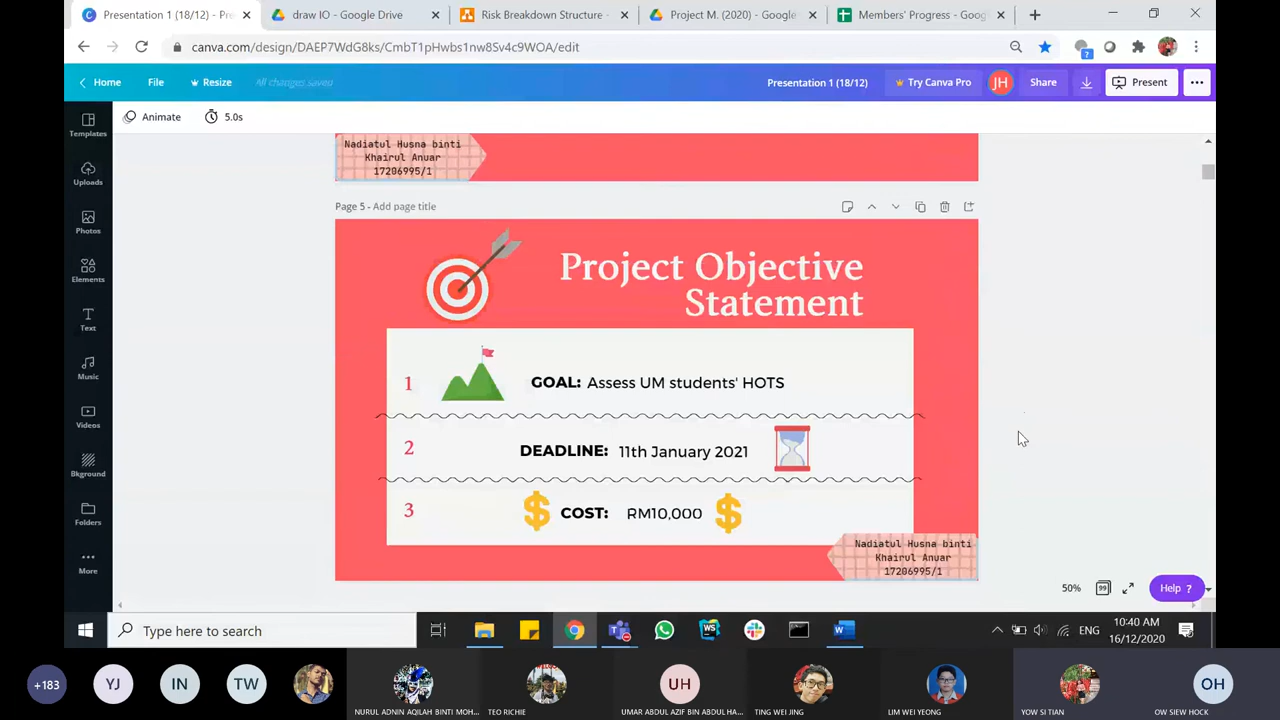 Presentation 1 (18/12) - Pre
draw IO - Google Drive
Risk Breakdown Structure -
Project M. (2020) - Google
Members' Progress - Goog
canva.com/design/DAEP7WdG8ks/CmbT1pHwbs1nw8Sv4c9WOA/edit
Home
File
Resize
All changes saved
Presentation 1 (18/12)
Try Canva Pro
JH
Share
Present
Animate
5.0s
Templates
Uploads
Photos
Elements
Text
Music
Videos
Bkground
Folders
More
Nadiatul Husna binti
Khairul Anuar
17206995/1
Page 5 - Add page title
Project Objective
Statement
1 GOAL: Assess UM students' HOTS
2 DEADLINE: 11th January 2021
3 COST: RM10,000
Nadiatul Husna binti
Khairul Anuar
17206995/1
50%
99
Help ?
Type here to search
ENG
10:40 AM
16/12/2020
+183
YJ
IN
TW
NURUL ADNIN AQILAH BINTI MOH...
TEO RICHIE
UH
UMAR ABDUL AZIF BIN ABDUL HA...
TING WEI JING
LIM WEI YEONG
YOW SI TIAN
OH
OW SIEW HOCK